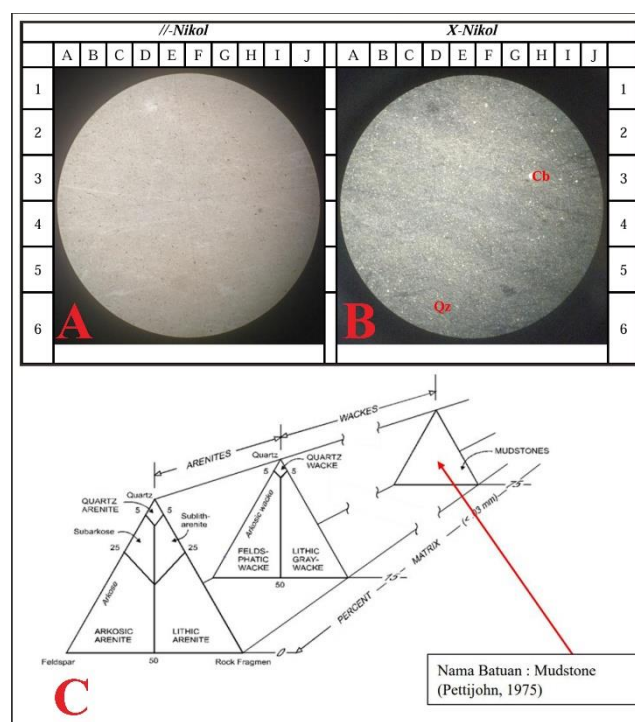 //-Nikol X-Nikol
A B C D E F G H I J A B C D E F G H I J
1 1
2 2
3 Cb 3
4 4
5 5
6 A B Qz 6
WACKES
ARENITES
Quartz
QUARTZ WACKE
5 5
MUDSTONES
75
Quartz
QUARTZ ARENITE
5 5
Subarkose
Sublith-
arenite
25 25
Arkosic wacke
FELDS-
PHATIC
WACKE
LITHIC
GRAY-
WACKE
50
15
PERCENT MATRIX (< .03 mm)
Arkose
ARKOSIC
ARENITE
LITHIC
ARENITE
0
Feldspar 50 Rock Fragmen
C
Nama Batuan : Mudstone
(Pettijohn, 1975)